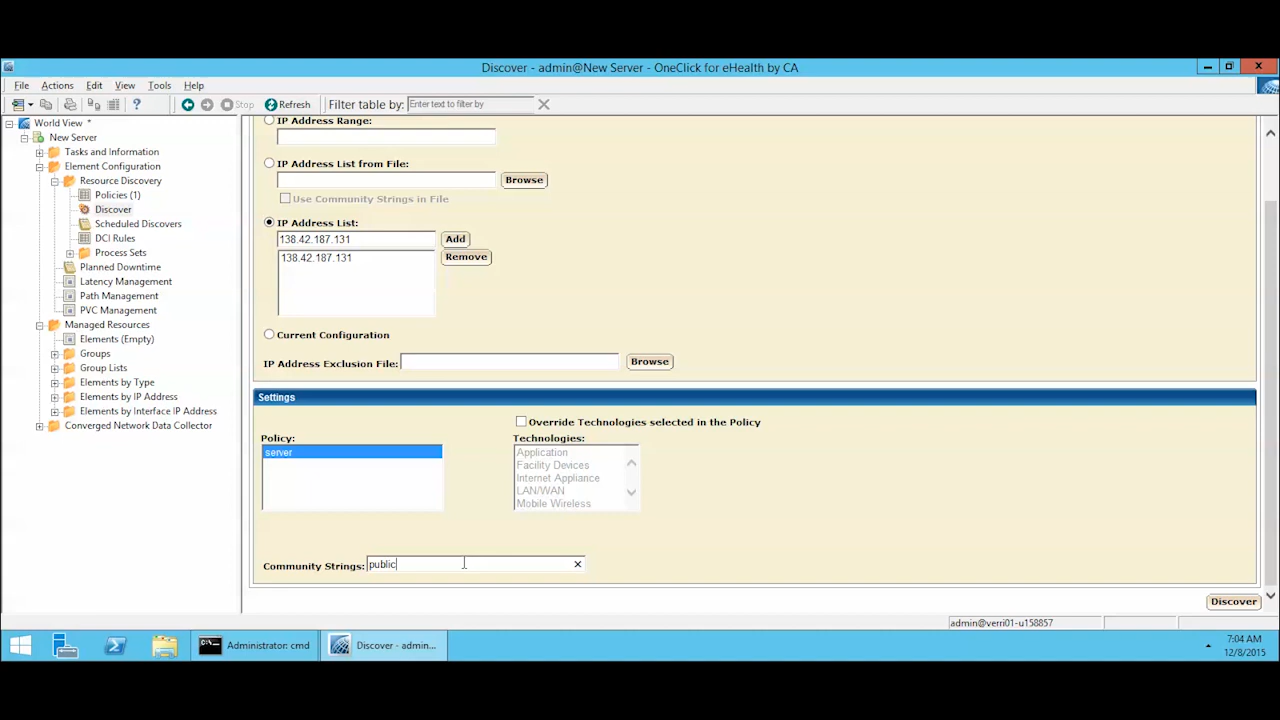 Discover - admin@New Server - OneClick for eHealth by CA
File Actions Edit View Tools Help
Stop Refresh Filter table by: Enter text to filter by
World View *
New Server
Tasks and Information
Element Configuration
Resource Discovery
Policies (1)
Discover
Scheduled Discovers
DCI Rules
Process Sets
Planned Downtime
Latency Management
Path Management
PVC Management
Managed Resources
Elements (Empty)
Groups
Group Lists
Elements by Type
Elements by IP Address
Elements by Interface IP Address
Converged Network Data Collector
IP Address Range:
IP Address List from File:
Browse
Use Community Strings in File
IP Address List:
138.42.187.131 Add
138.42.187.131 Remove
Current Configuration
IP Address Exclusion File: Browse
Settings
Override Technologies selected in the Policy
Policy: Technologies:
server Application
Facility Devices
Internet Appliance
LAN/WAN
Mobile Wireless
Community Strings: public
Discover
admin@verri01-u158857
Administrator: cmd Discover - admin...
7:04 AM
12/8/2015